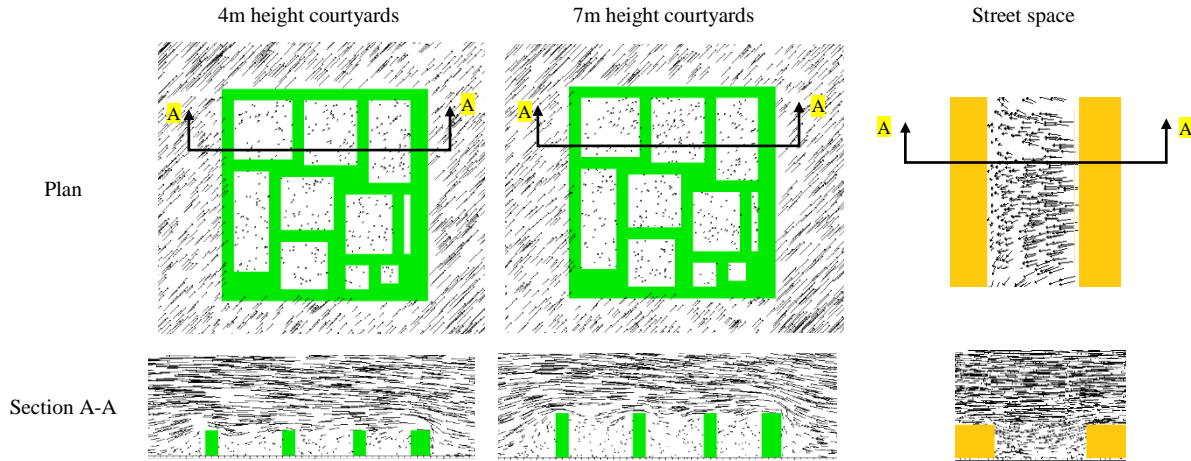 4m height courtyards
7m height courtyards
Street space
A
A
A
A
A
A
Plan
Section A-A